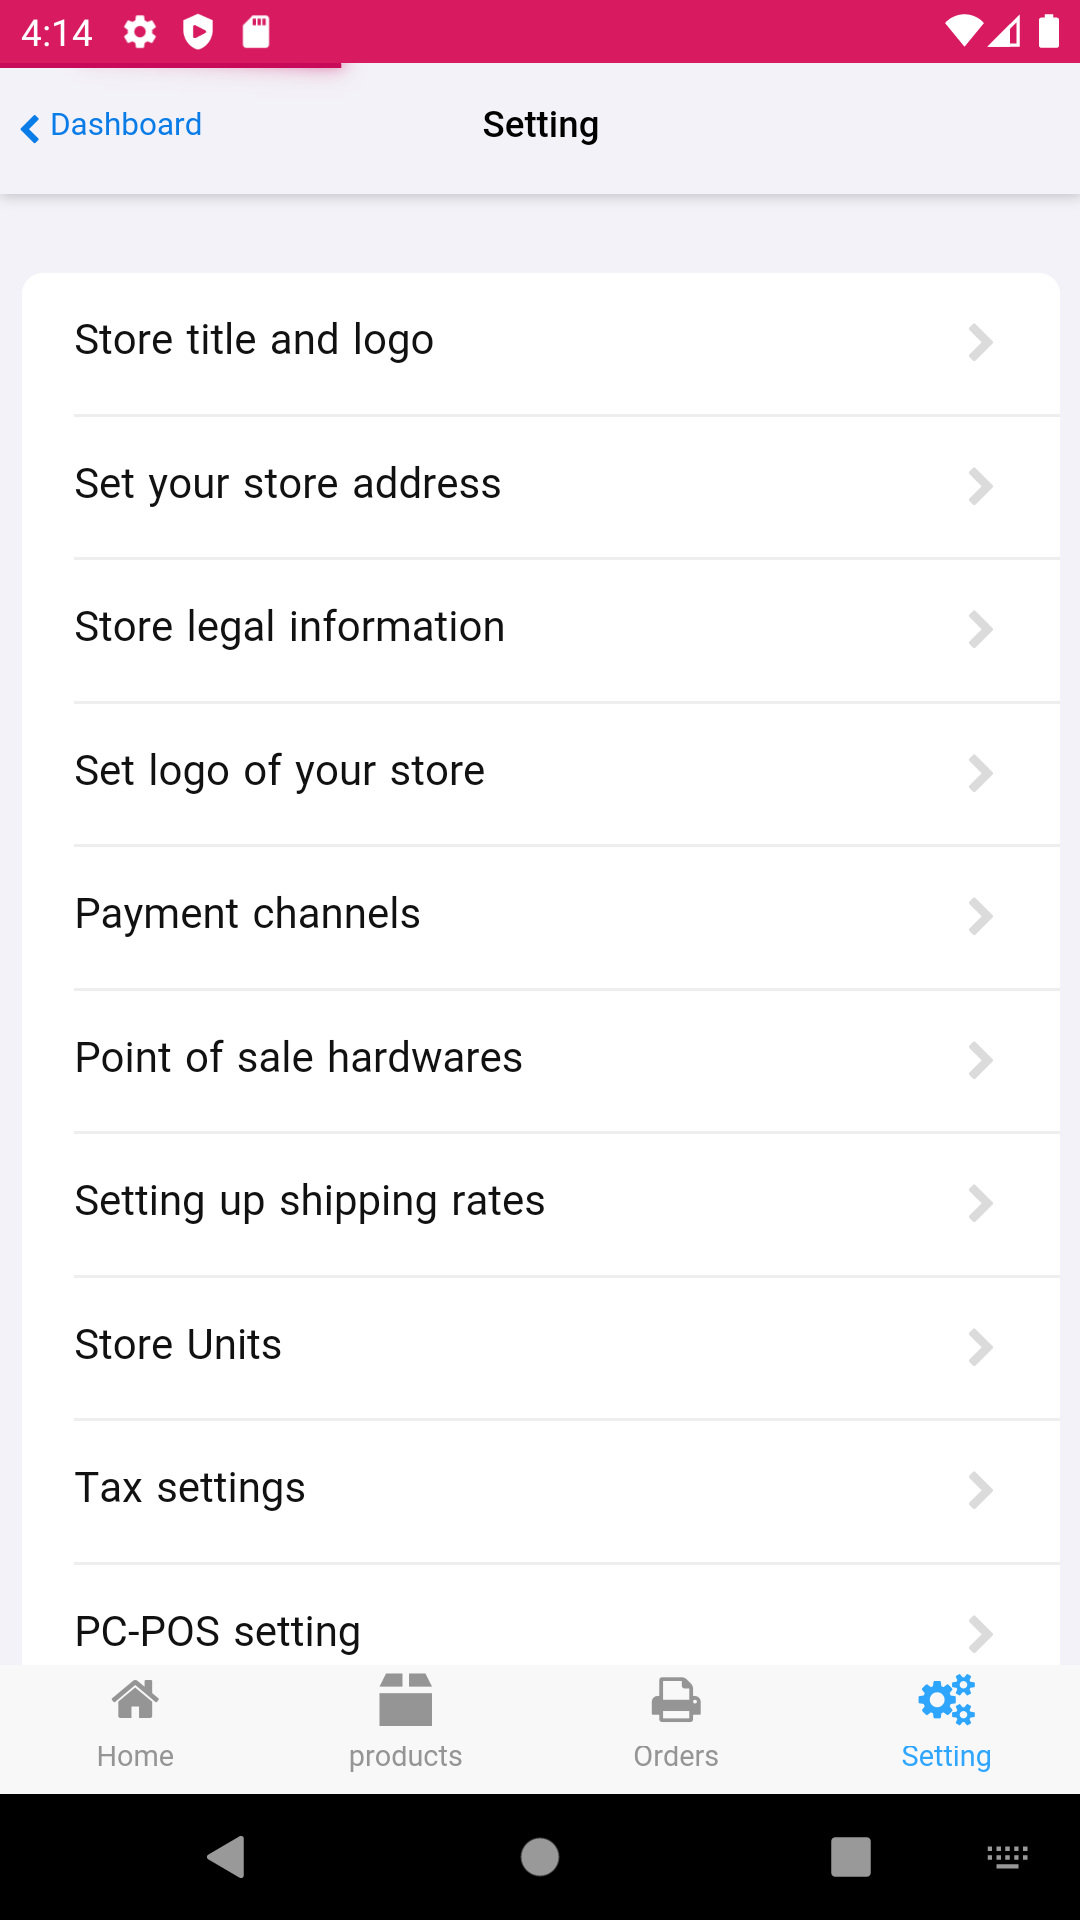 4:14
Dashboard
Setting
Store title and logo
Set your store address
Store legal information
Set logo of your store
Payment channels
Point of sale hardwares
Setting up shipping rates
Store Units
Tax settings
PC-POS setting
Home
products
Orders
Setting